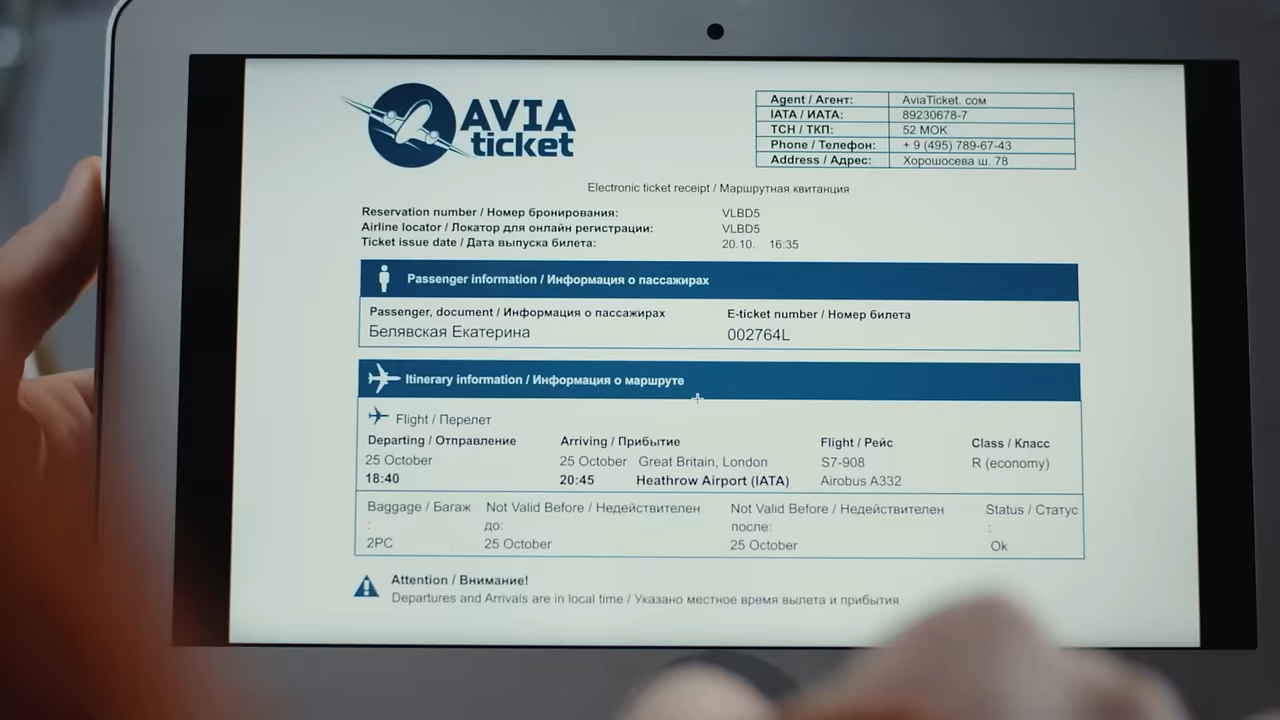 AVIA
ticket
Agent / Агент: AviaTicket. сом
IATA / ИАТА: 89230678-7
ТСН / ТКП: 52 МОК
Phone / Телефон: + 9 (495) 789-67-43
Address / Адрес: Хорошосева ш. 78
Electronic ticket receipt / Маршрутная квитанция
Reservation number / Номер бронирования: VLBD5
Airline locator / Локатор для онлайн регистрации: VLBD5
Ticket issue date / Дата выпуска билета: 20.10. 16:35
Passenger information / Информация о пассажирах
Passenger, document / Информация о пассажирах E-ticket number / Номер билета
Белявская Екатерина 002764L
Itinerary information / Информация о маршруте
Flight / Перелет
Departing / Отправление Arriving / Прибытие Flight / Рейс Class / Класс
25 October 25 October Great Britain, London S7-908 R (economy)
18:40 20:45 Heathrow Airport (IATA) Airobus A332
Baggage / Багаж Not Valid Before / Недействителен Not Valid Before / Недействителен Status / Статус
: до: после: :
2PC 25 October 25 October Ok
Attention / Внимание!
Departures and Arrivals are in local time / Указано местное время вылета и прибытия